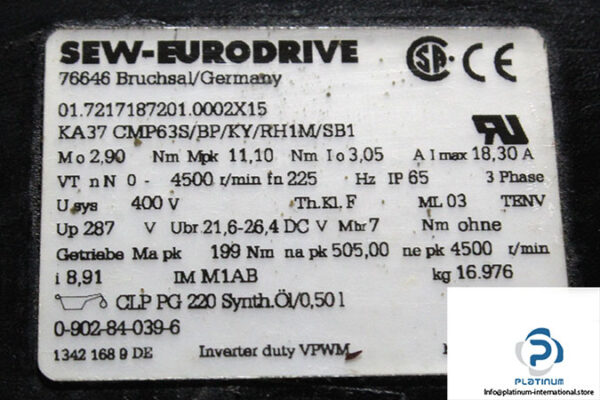 SEW-EURODRIVE
76646 Bruchsal/Germany
CSA CE
01.7217187201.0002X15
KA37 CMP63S/BP/KY/RH1M/SB1
Mo 2,90 Nm Mpk 11,10 Nm Io 3,05 A Imax 18,30 A
VT nN 0- 4500 r/min fn 225 Hz IP 65 3 Phase
Usys 400 V Th.Kl. F ML 03 TENV
Up 287 V Ubr 21,6-26,4 DC V Mbr 7 Nm ohne
Getriebe Ma pk 199 Nm na pk 505,00 ne pk 4500 r/min
i 8,91 IM M1AB kg 16.976
CLP PG 220 Synth.Öl/0,50 l
0-902-84-039-6
1342 168 9 DE Inverter duty VPWM
PLATINUM
Info@platinum-international.store